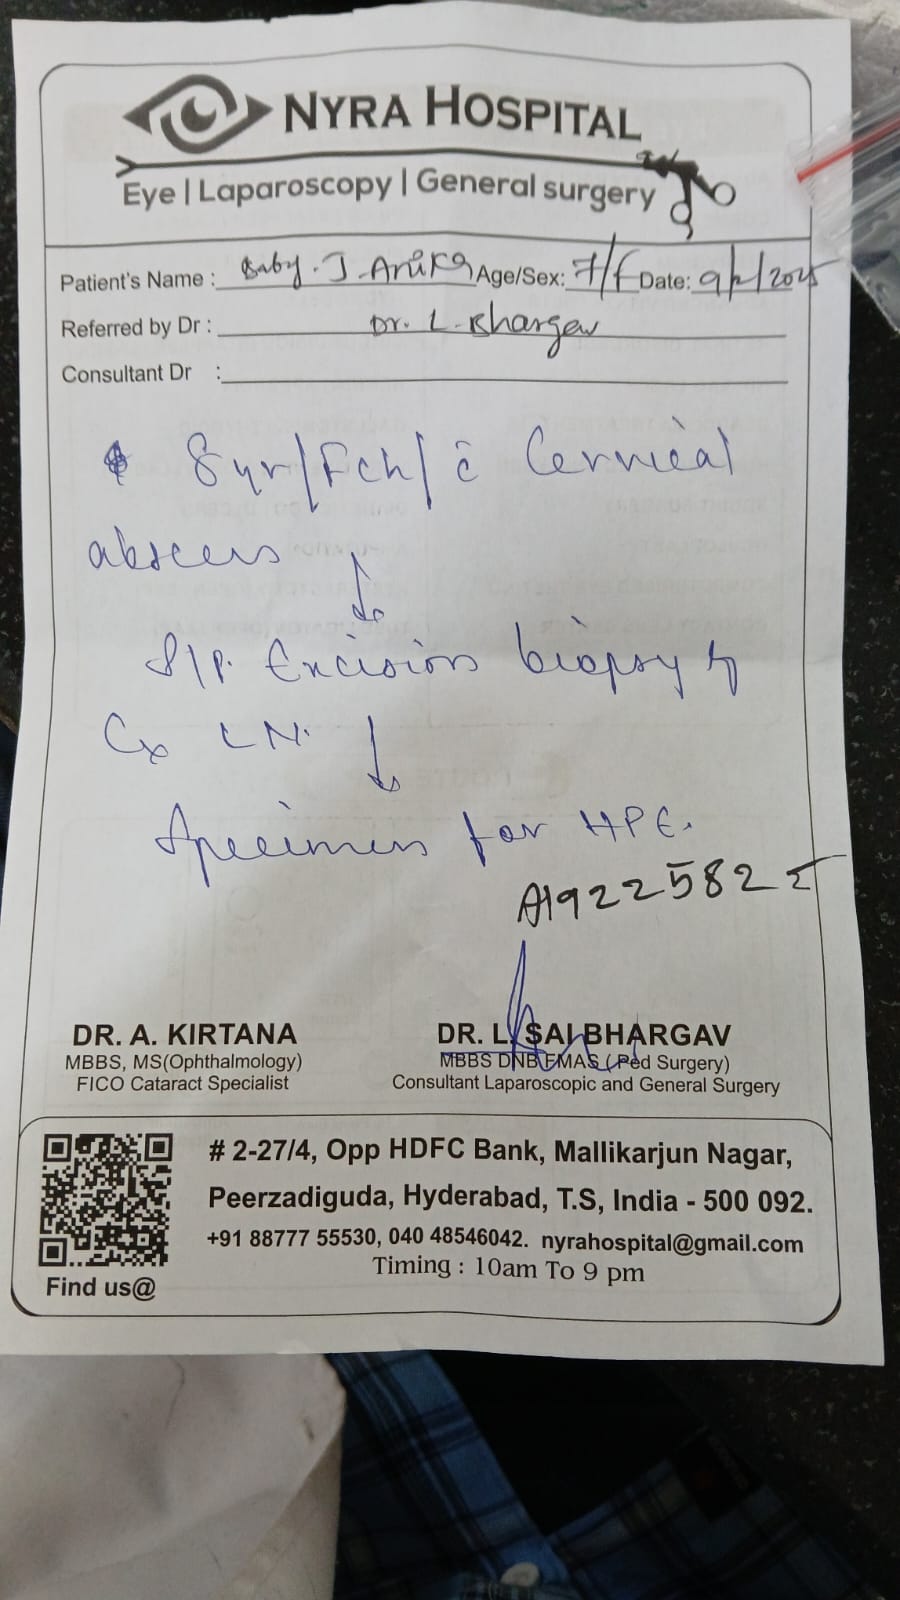 NYRA HOSPITAL
Eye | Laparoscopy | General surgery
Patient's Name : Baby. J. Anika Age/Sex: 7/F Date: 9/2/2025
Referred by Dr : Dr. L. Bhargav
Consultant Dr :
8yr/Fch/ c̄ Cervical
abscess
S/P. Excision biopsy of
Cx LN.
Specimen for HPE.
A19225825
DR. A. KIRTANA
MBBS, MS(Ophthalmology)
FICO Cataract Specialist
DR. L. SAI BHARGAV
MBBS DNB FMAS (Ped Surgery)
Consultant Laparoscopic and General Surgery
# 2-27/4, Opp HDFC Bank, Mallikarjun Nagar,
Peerzadiguda, Hyderabad, T.S, India - 500 092.
+91 88777 55530, 040 48546042. nyrahospital@gmail.com
Timing : 10am To 9 pm
Find us@